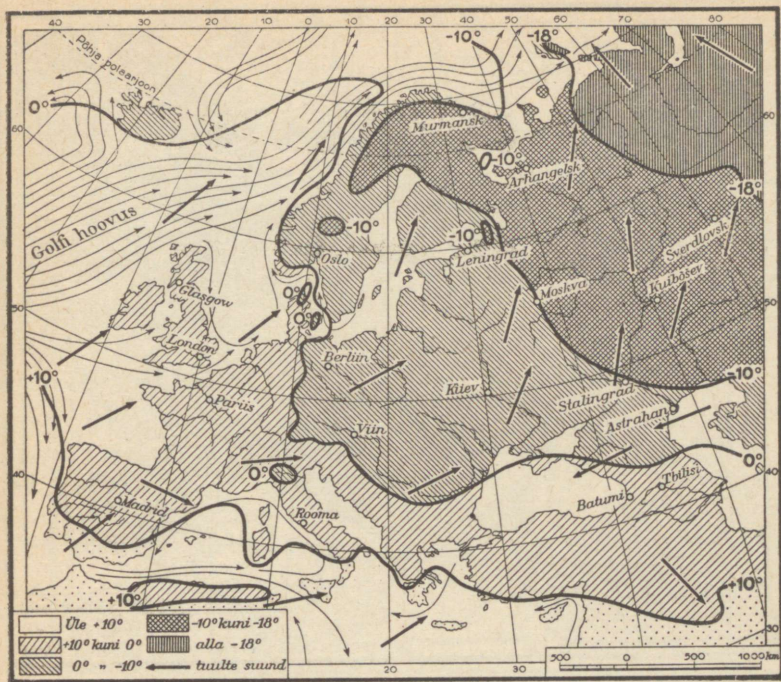 40 30 20 10 0 10 20 30 40 50 60 70 80
-10° -18°
Põhja polaarjoon
0°
60
Murmansk
-10°
Arhangelsk
-18°
Golfi hoovus
-10°
-10°
Oslo
Leningrad
Sverdlovsk
Glasgow
0°
Moskva
Kuibõšev
50
0°
London
Berliin
+10°
-10°
Pariis
Kiiev
Stalingrad
Astrahan
Viin
0°
0°
40
Tbilisi
Madrid
Rooma
Batumi
40
+10°
+10°
Üle +10°
-10° kuni -18°
+10° kuni 0°
alla -18°
0° " -10°
tuulte suund
30
20
30
500 0 500 1000 km